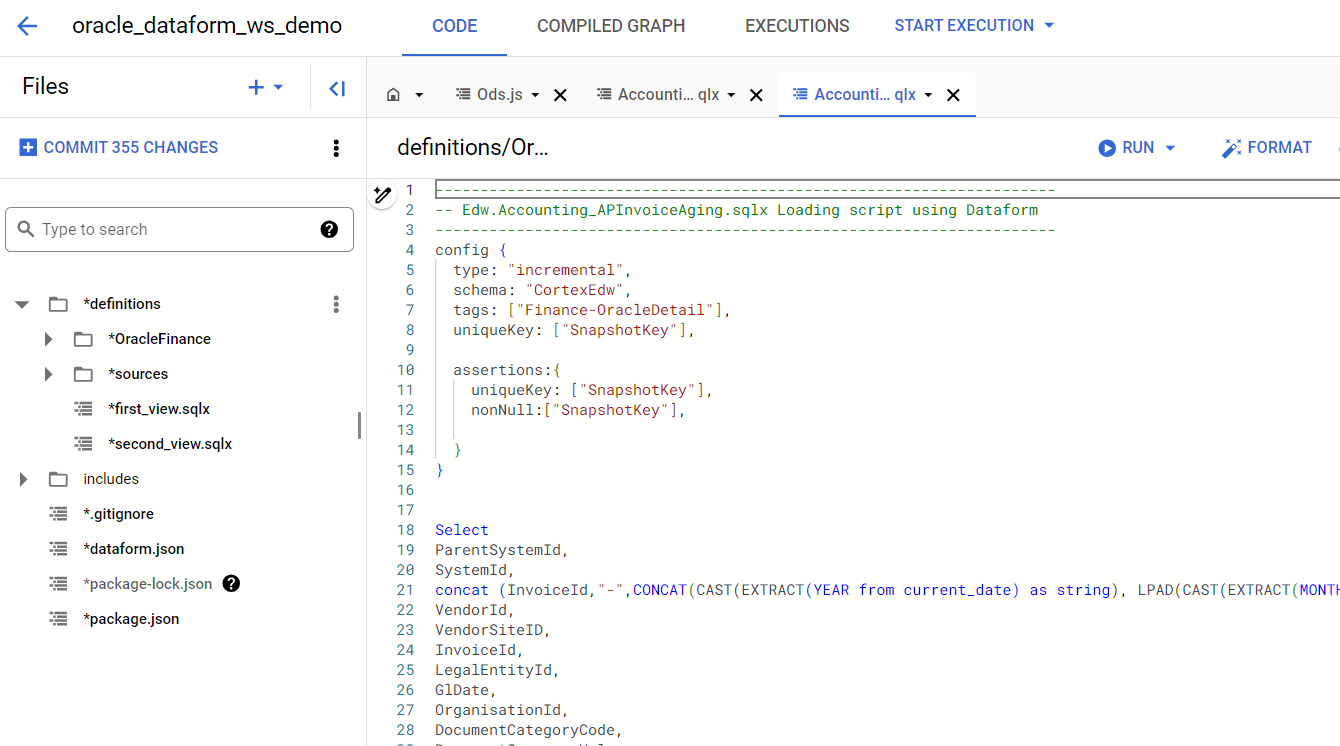 oracle_dataform_ws_demo
CODE
COMPILED GRAPH
EXECUTIONS
START EXECUTION
Files
Ods.js
Accounti... qlx
Accounti... qlx
COMMIT 355 CHANGES
definitions/Or...
RUN
FORMAT
Type to search
*definitions
*OracleFinance
*sources
*first_view.sqlx
*second_view.sqlx
includes
*.gitignore
*dataform.json
*package-lock.json
*package.json
1 ---------------------------------------------------------------------
2 -- Edw.Accounting_APInvoiceAging.sqlx Loading script using Dataform
3 ---------------------------------------------------------------------
4 config {
5 type: "incremental",
6 schema: "CortexEdw",
7 tags: ["Finance-OracleDetail"],
8 uniqueKey: ["SnapshotKey"],
9
10 assertions:{
11 uniqueKey: ["SnapshotKey"],
12 nonNull:["SnapshotKey"],
13
14 }
15 }
16
17
18 Select
19 ParentSystemId,
20 SystemId,
21 concat (InvoiceId,"-",CONCAT(CAST(EXTRACT(YEAR from current_date) as string), LPAD(CAST(EXTRACT(MONTH
22 VendorId,
23 VendorSiteID,
24 InvoiceId,
25 LegalEntityId,
26 GlDate,
27 OrganisationId,
28 DocumentCategoryCode,